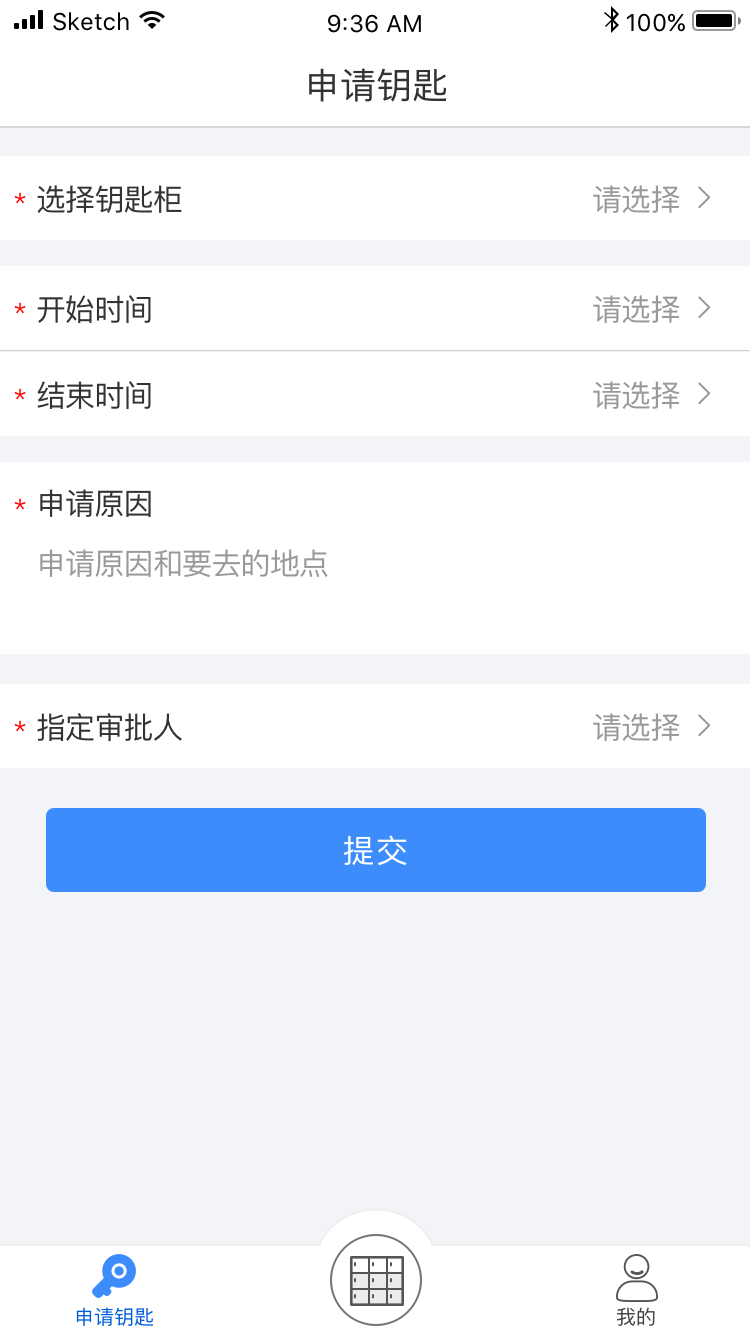 Sketch 9:36 AM 100%
申请钥匙
* 选择钥匙柜 请选择
* 开始时间 请选择
* 结束时间 请选择
* 申请原因
申请原因和要去的地点
* 指定审批人 请选择
提交
申请钥匙 我的